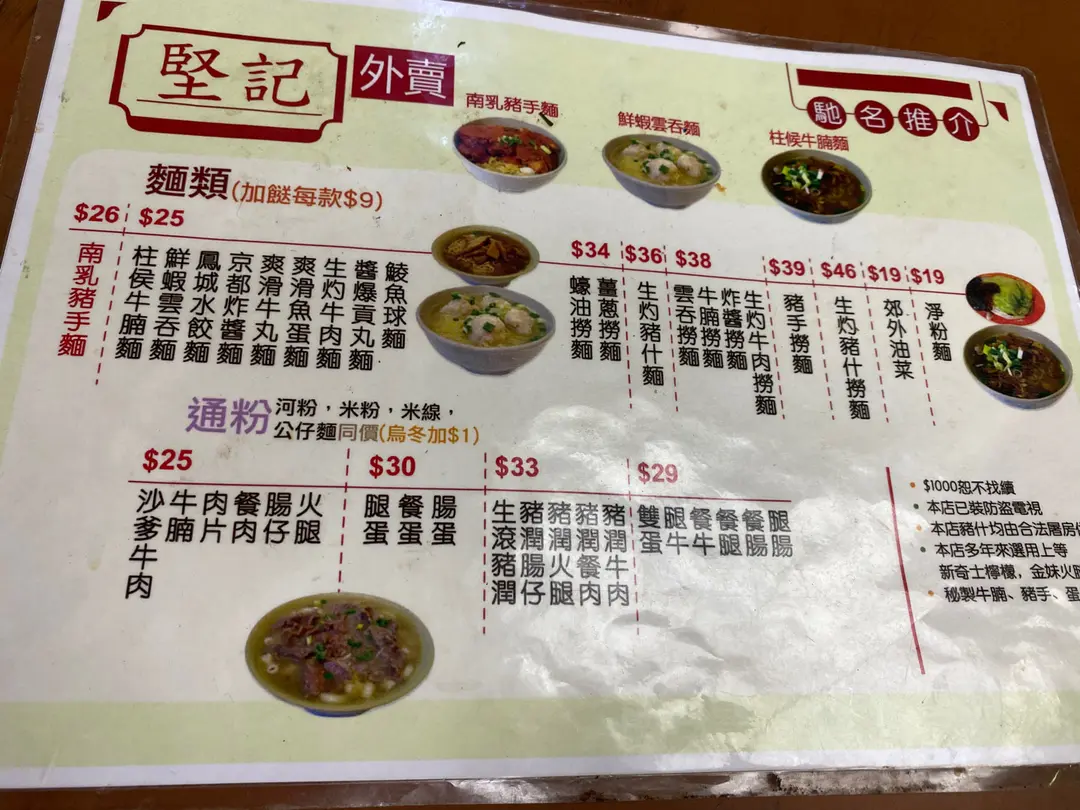 堅記
外賣
南乳豬手麵
鮮蝦雲吞麵
柱候牛腩麵
馳名推介
麵類(加餸每款$9)
$26
南乳豬手麵
$25
柱侯牛腩麵
鮮蝦雲吞麵
鳳城水餃麵
京都炸醬麵
爽滑牛丸麵
爽滑魚蛋麵
生灼牛肉麵
醬爆貢丸麵
鯪魚球麵
$34
蠔油撈麵
薑蔥撈麵
$36
生灼豬什麵
$38
雲吞撈麵
牛腩撈麵
炸醬撈麵
生灼牛肉撈麵
$39
豬手撈麵
$46
生灼豬什撈麵
$19
郊外油菜
$19
淨粉麵
通粉
河粉，米粉，米線，
公仔麵同價(烏冬加$1)
$25
沙爹牛肉
牛腩
肉片
餐肉
腸仔
火腿
$30
腿蛋
餐蛋
腸蛋
$33
生滾豬潤
豬潤腸仔
豬潤火腿
豬潤餐肉
豬潤牛肉
$29
雙蛋
腿牛
餐牛
餐腿
餐腸
腿腸
• $1000恕不找續
• 本店已裝防盜電視
• 本店豬什均由合法屠房
• 本店多年來選用上等
新奇士檸檬，金妹火腿
• 秘製牛腩、豬手、蛋